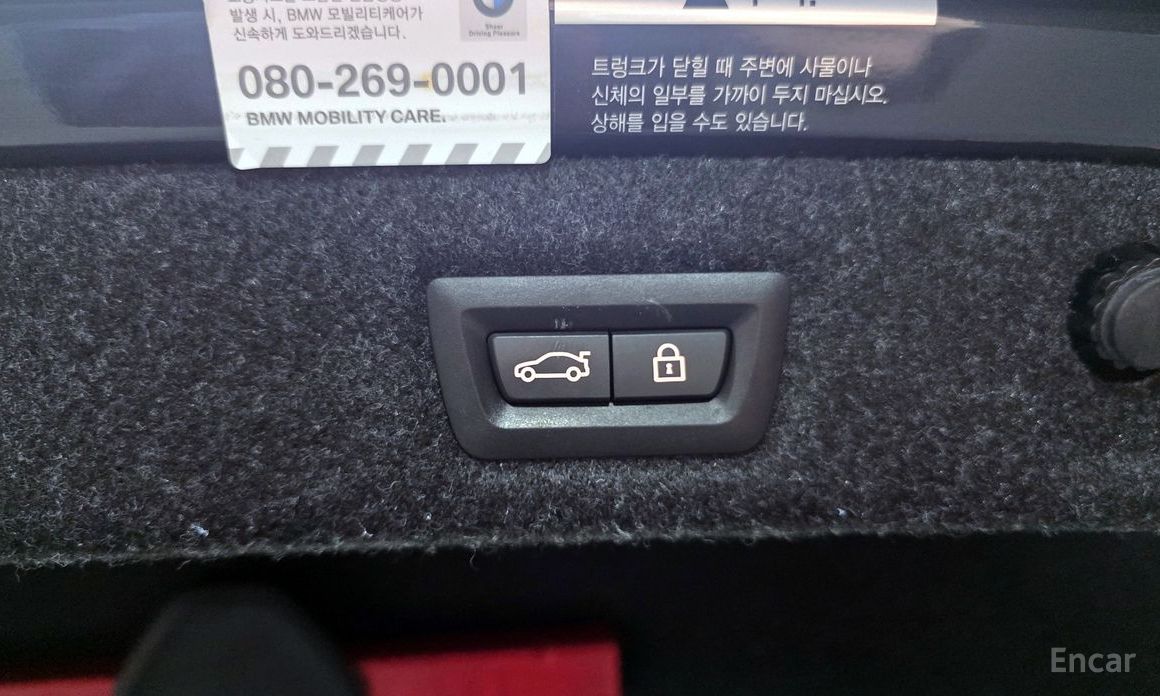 발생 시, BMW 모빌리티케어가
신속하게 도와드리겠습니다.
Sheer
Driving Pleasure
080-269-0001
BMW MOBILITY CARE.
트렁크가 닫힐 때 주변에 사물이나
신체의 일부를 가까이 두지 마십시오.
상해를 입을 수도 있습니다.
Encar